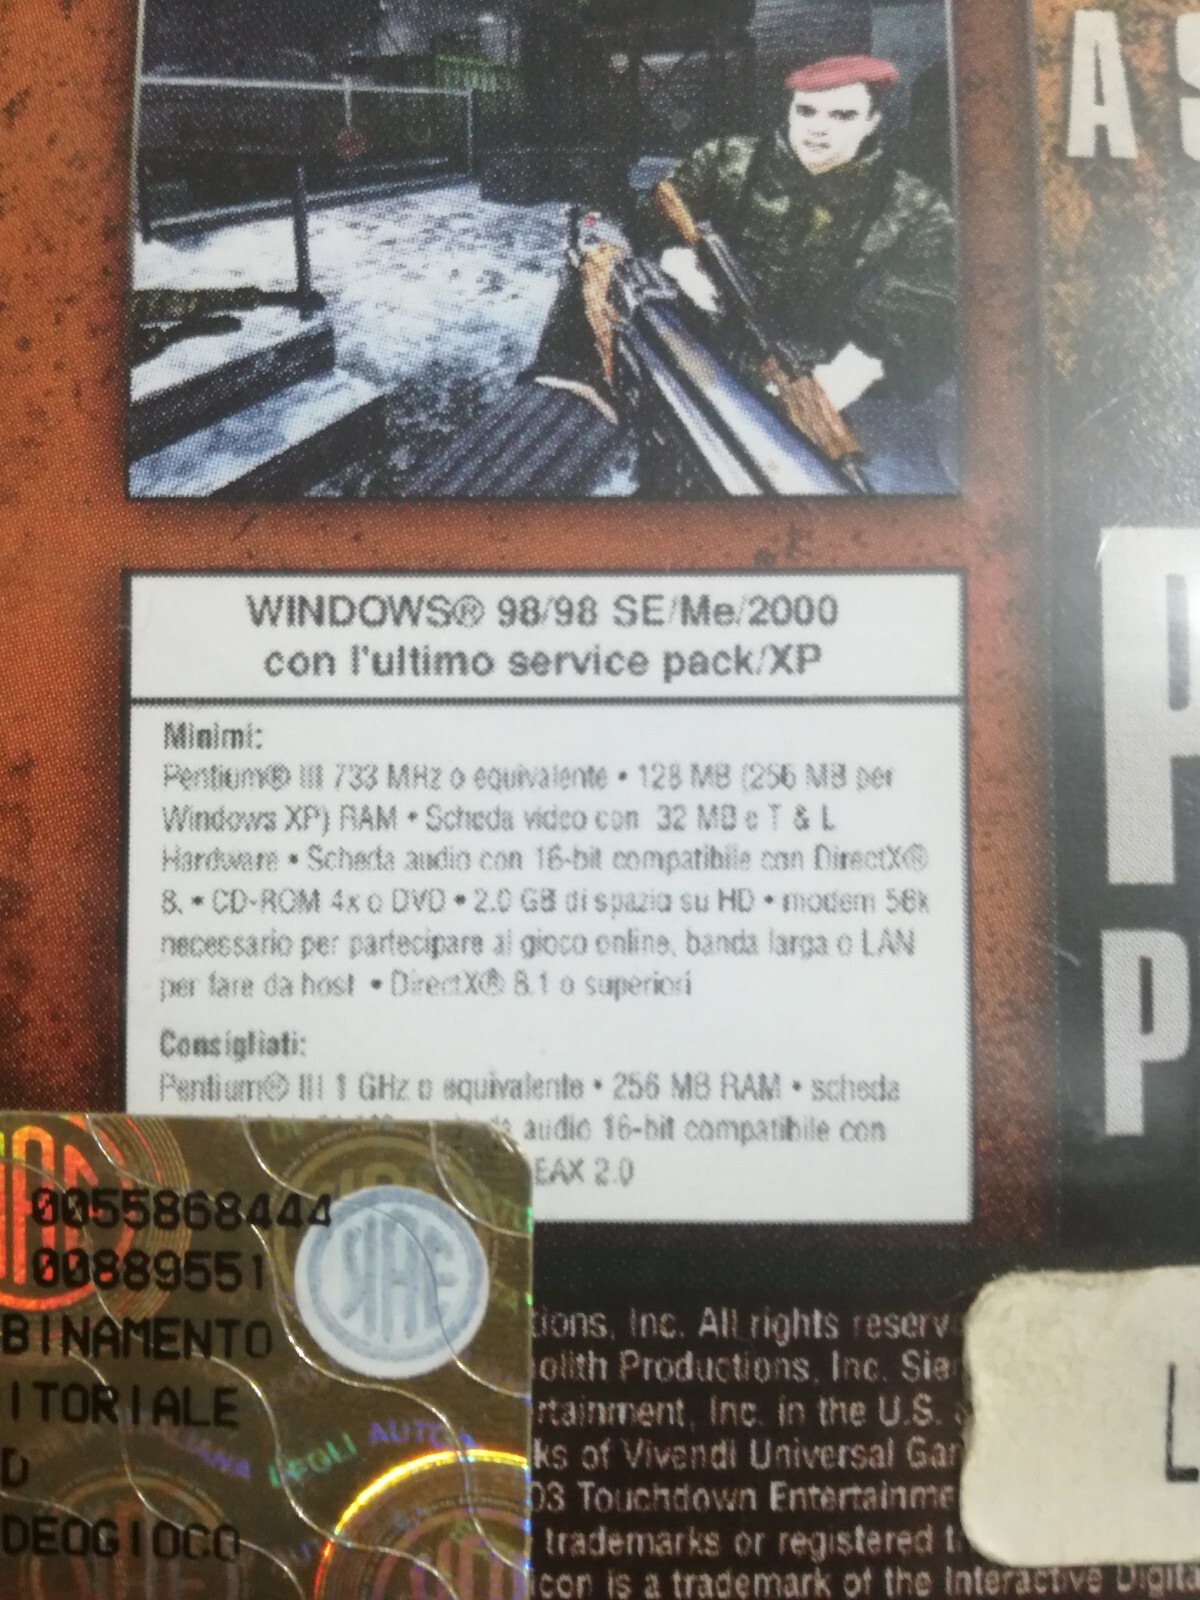 A S
WINDOWS® 98/98 SE/Me/2000
con l'ultimo service pack/XP
Minimi:
Pentium® III 733 MHz o equivalente • 128 MB (256 MB per
Windows XP) RAM • Scheda video con 32 MB e T & L
Hardware • Scheda audio con 16-bit compatibile con DirectX®
8. • CD-ROM 4x o DVD • 2.0 GB di spazio su HD • modem 56k
necessario per partecipare al gioco online, banda larga o LAN
per fare da host • DirectX® 8.1 o superiori
Consigliati:
Pentium® III 1 GHz o equivalente • 256 MB RAM • scheda
audio 16-bit compatibile con
EAX 2.0
P
P
0055868444
00889551
BINAMENTO
ITORIALE
D
DEOGIOCO
SIAE
LIANA DEGLI AUTO
tions, Inc. All rights reserv
olith Productions, Inc. Sier
rtainment, Inc. in the U.S.
ks of Vivendi Universal Gam
03 Touchdown Entertainme
trademarks or registered t
icon is a trademark of the Interactive Digita
L